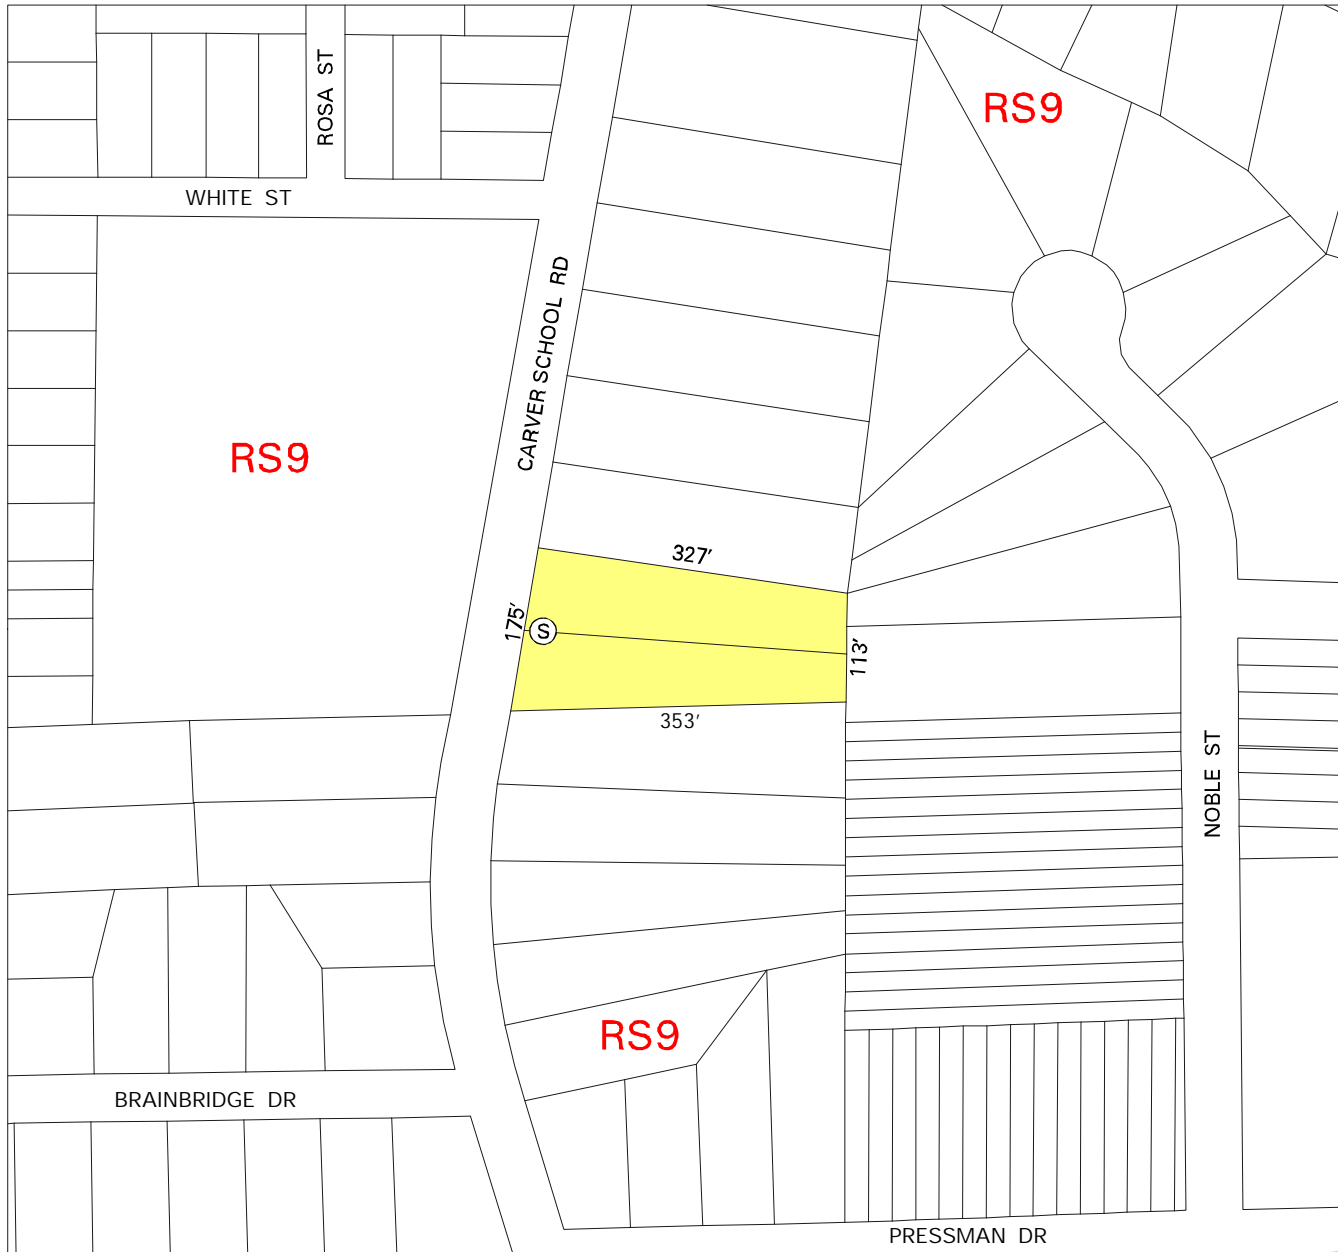 ROSA ST
RS9
WHITE ST
CARVER SCHOOL RD
RS9
327'
175'
S
113'
353'
NOBLE ST
RS9
BRAINBRIDGE DR
PRESSMAN DR